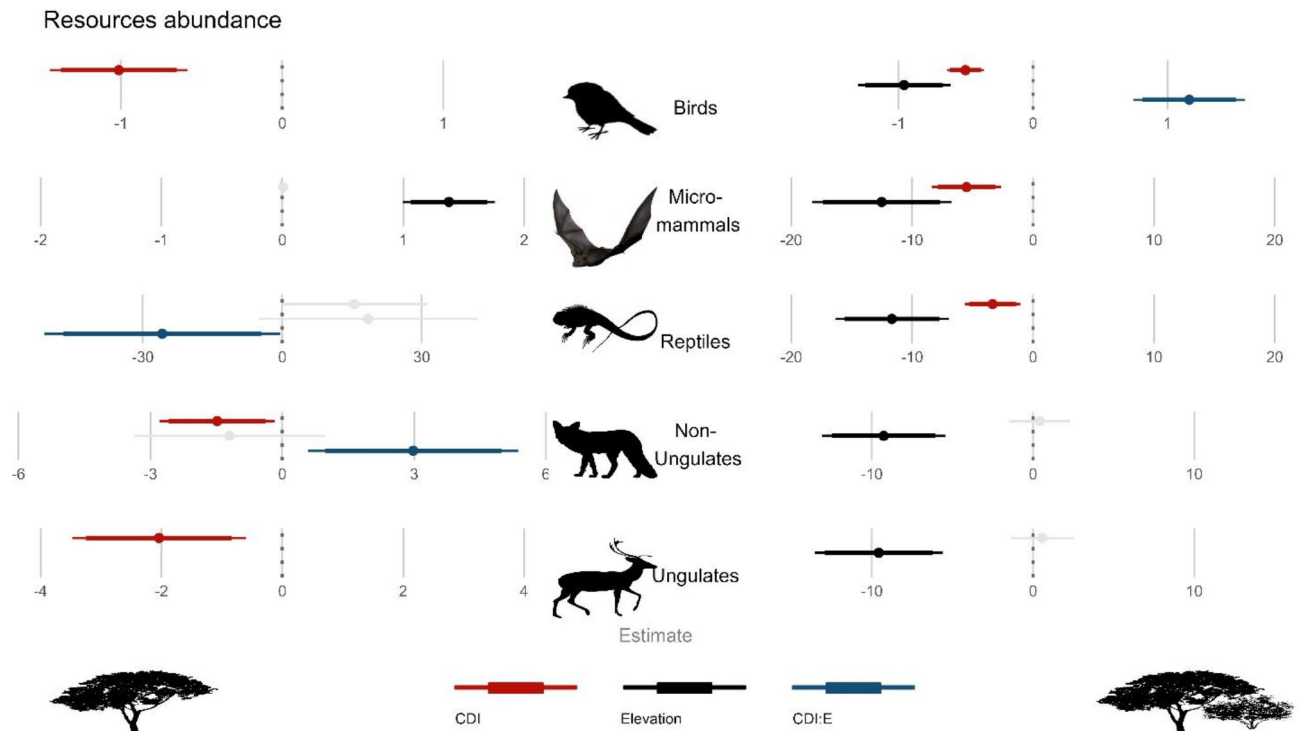 Resources abundance
-1 0 1 Birds -1 0 1
Micro-
mammals
-2 -1 0 1 2 -20 -10 0 10 20
Reptiles
-30 0 30 -20 -10 0 10 20
Non-
Ungulates
-6 -3 0 3 6 -10 0 10
Ungulates
-4 -2 0 2 4 -10 0 10
Estimate
CDI Elevation CDI:E